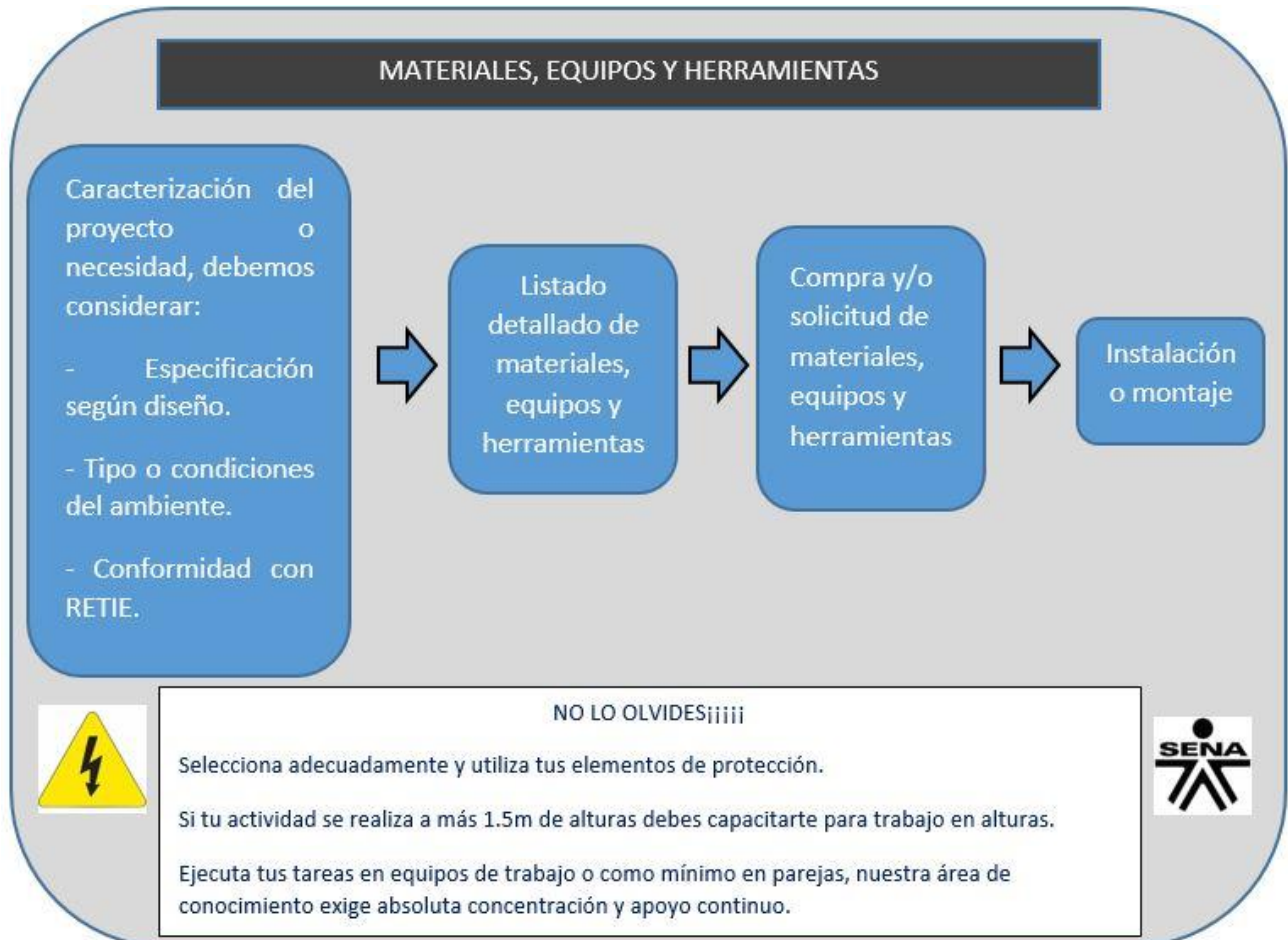 MATERIALES, EQUIPOS Y HERRAMIENTAS
Caracterización del
proyecto o
necesidad, debemos
considerar:
- Especificación
según diseño.
- Tipo o condiciones
del ambiente.
- Conformidad con
RETIE.
Listado
detallado de
materiales,
equipos y
herramientas
Compra y/o
solicitud de
materiales,
equipos y
herramientas
Instalación
o montaje
NO LO OLVIDES¡¡¡¡¡
Selecciona adecuadamente y utiliza tus elementos de protección.
Si tu actividad se realiza a más 1.5m de alturas debes capacitarte para trabajo en alturas.
Ejecuta tus tareas en equipos de trabajo o como mínimo en parejas, nuestra área de
conocimiento exige absoluta concentración y apoyo continuo.
SENA